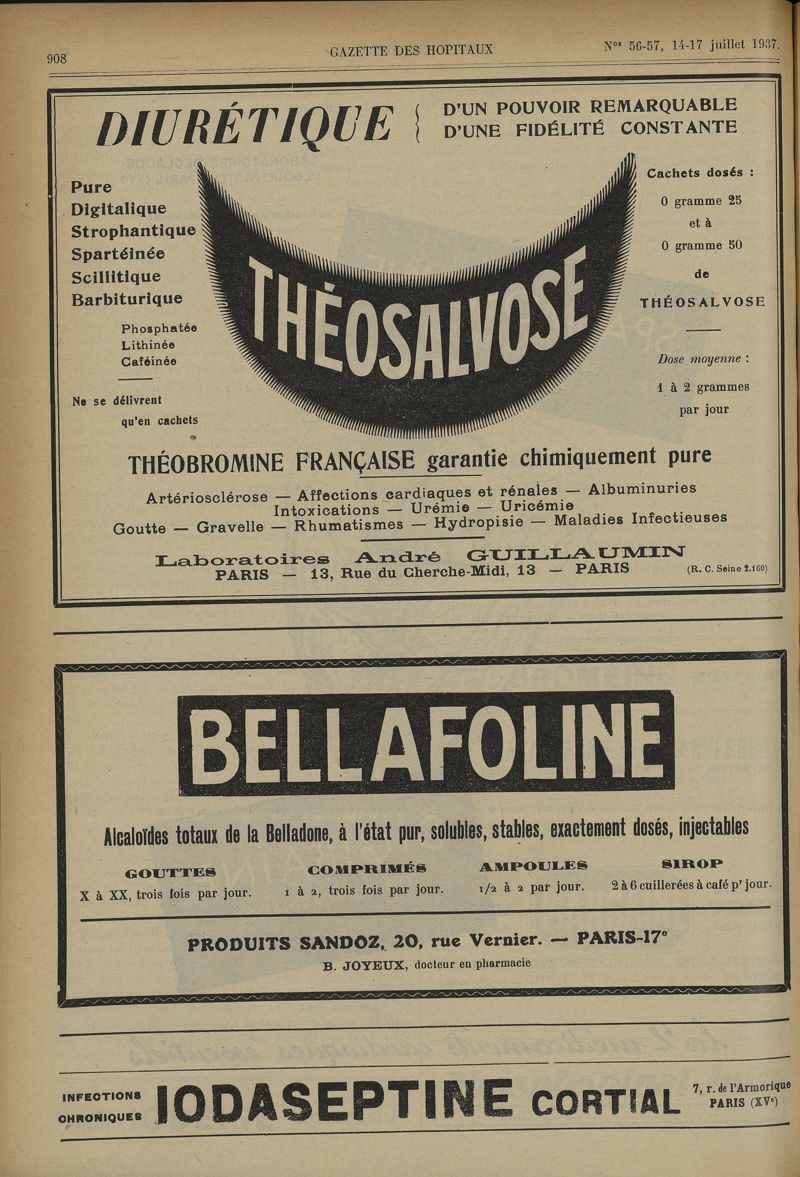 908
GAZETTE DES HOPITAUX
Nos 56-57, 14-17 juillet 1937.
DIURÉTIQUE {
D'UN POUVOIR REMARQUABLE
D'UNE FIDÉLITÉ CONSTANTE
Pure
Digitalique
Strophantique
Spartéinée
Scillitique
Barbiturique
Phosphatée
Lithinée
Caféinée
Ne se délivrent
qu'en cachets
THÉOSALVOSE
Cachets dosés :
0 gramme 25
et à
0 gramme 50
de
THÉOSALVOSE
Dose moyenne :
1 à 2 grammes
par jour
THÉOBROMINE FRANÇAISE garantie chimiquement pure
Artériosclérose — Affections cardiaques et rénales — Albuminuries
Intoxications — Urémie — Uricémie
Goutte — Gravelle — Rhumatismes — Hydropisie — Maladies Infectieuses
Laboratoires André GUILLAUMIN
PARIS — 13, Rue du Cherche-Midi, 13 — PARIS
(R. C. Seine 2.160)
BELLAFOLINE
Alcaloïdes totaux de la Belladone, à l'état pur, solubles, stables, exactement dosés, injectables
GOUTTES
X à XX, trois fois par jour.
COMPRIMÉS
1 à 2, trois fois par jour.
AMPOULES
1/2 à 2 par jour.
SIROP
2 à 6 cuillerées à café pr jour.
PRODUITS SANDOZ, 20, rue Vernier. — PARIS-17e
B. JOYEUX, docteur en pharmacie
INFECTIONS
CHRONIQUES
IODASEPTINE CORTIAL
7, r. de l'Armorique
PARIS (XVe)